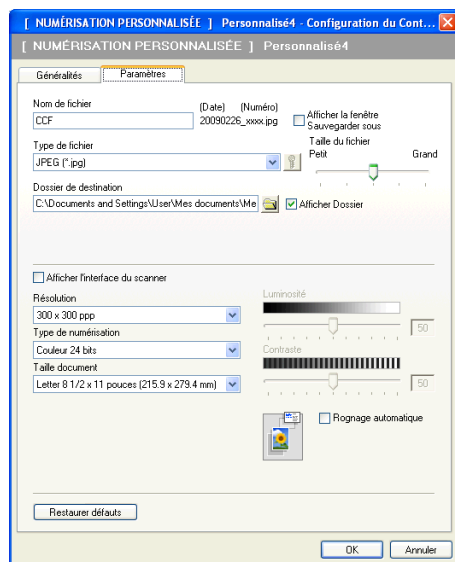 [ NUMÉRISATION PERSONNALISÉE ] Personnalisé4 - Configuration du Cont...
[ NUMÉRISATION PERSONNALISÉE ] Personnalisé4
Généralités
Paramètres
Nom de fichier
(Date) (Numéro)
CCF
20090226_xxxx.jpg
Afficher la fenêtre
Sauvegarder sous
Type de fichier
Taille du fichier
Petit
Grand
JPEG (*.jpg)
Dossier de destination
C:\Documents and Settings\User\Mes documents\Me
Afficher Dossier
Afficher l'interface du scanner
Résolution
300 x 300 ppp
Type de numérisation
Couleur 24 bits
Taille document
Letter 8 1/2 x 11 pouces (215.9 x 279.4 mm)
Luminosité
50
Contraste
50
Rognage automatique
Restaurer défauts
OK
Annuler